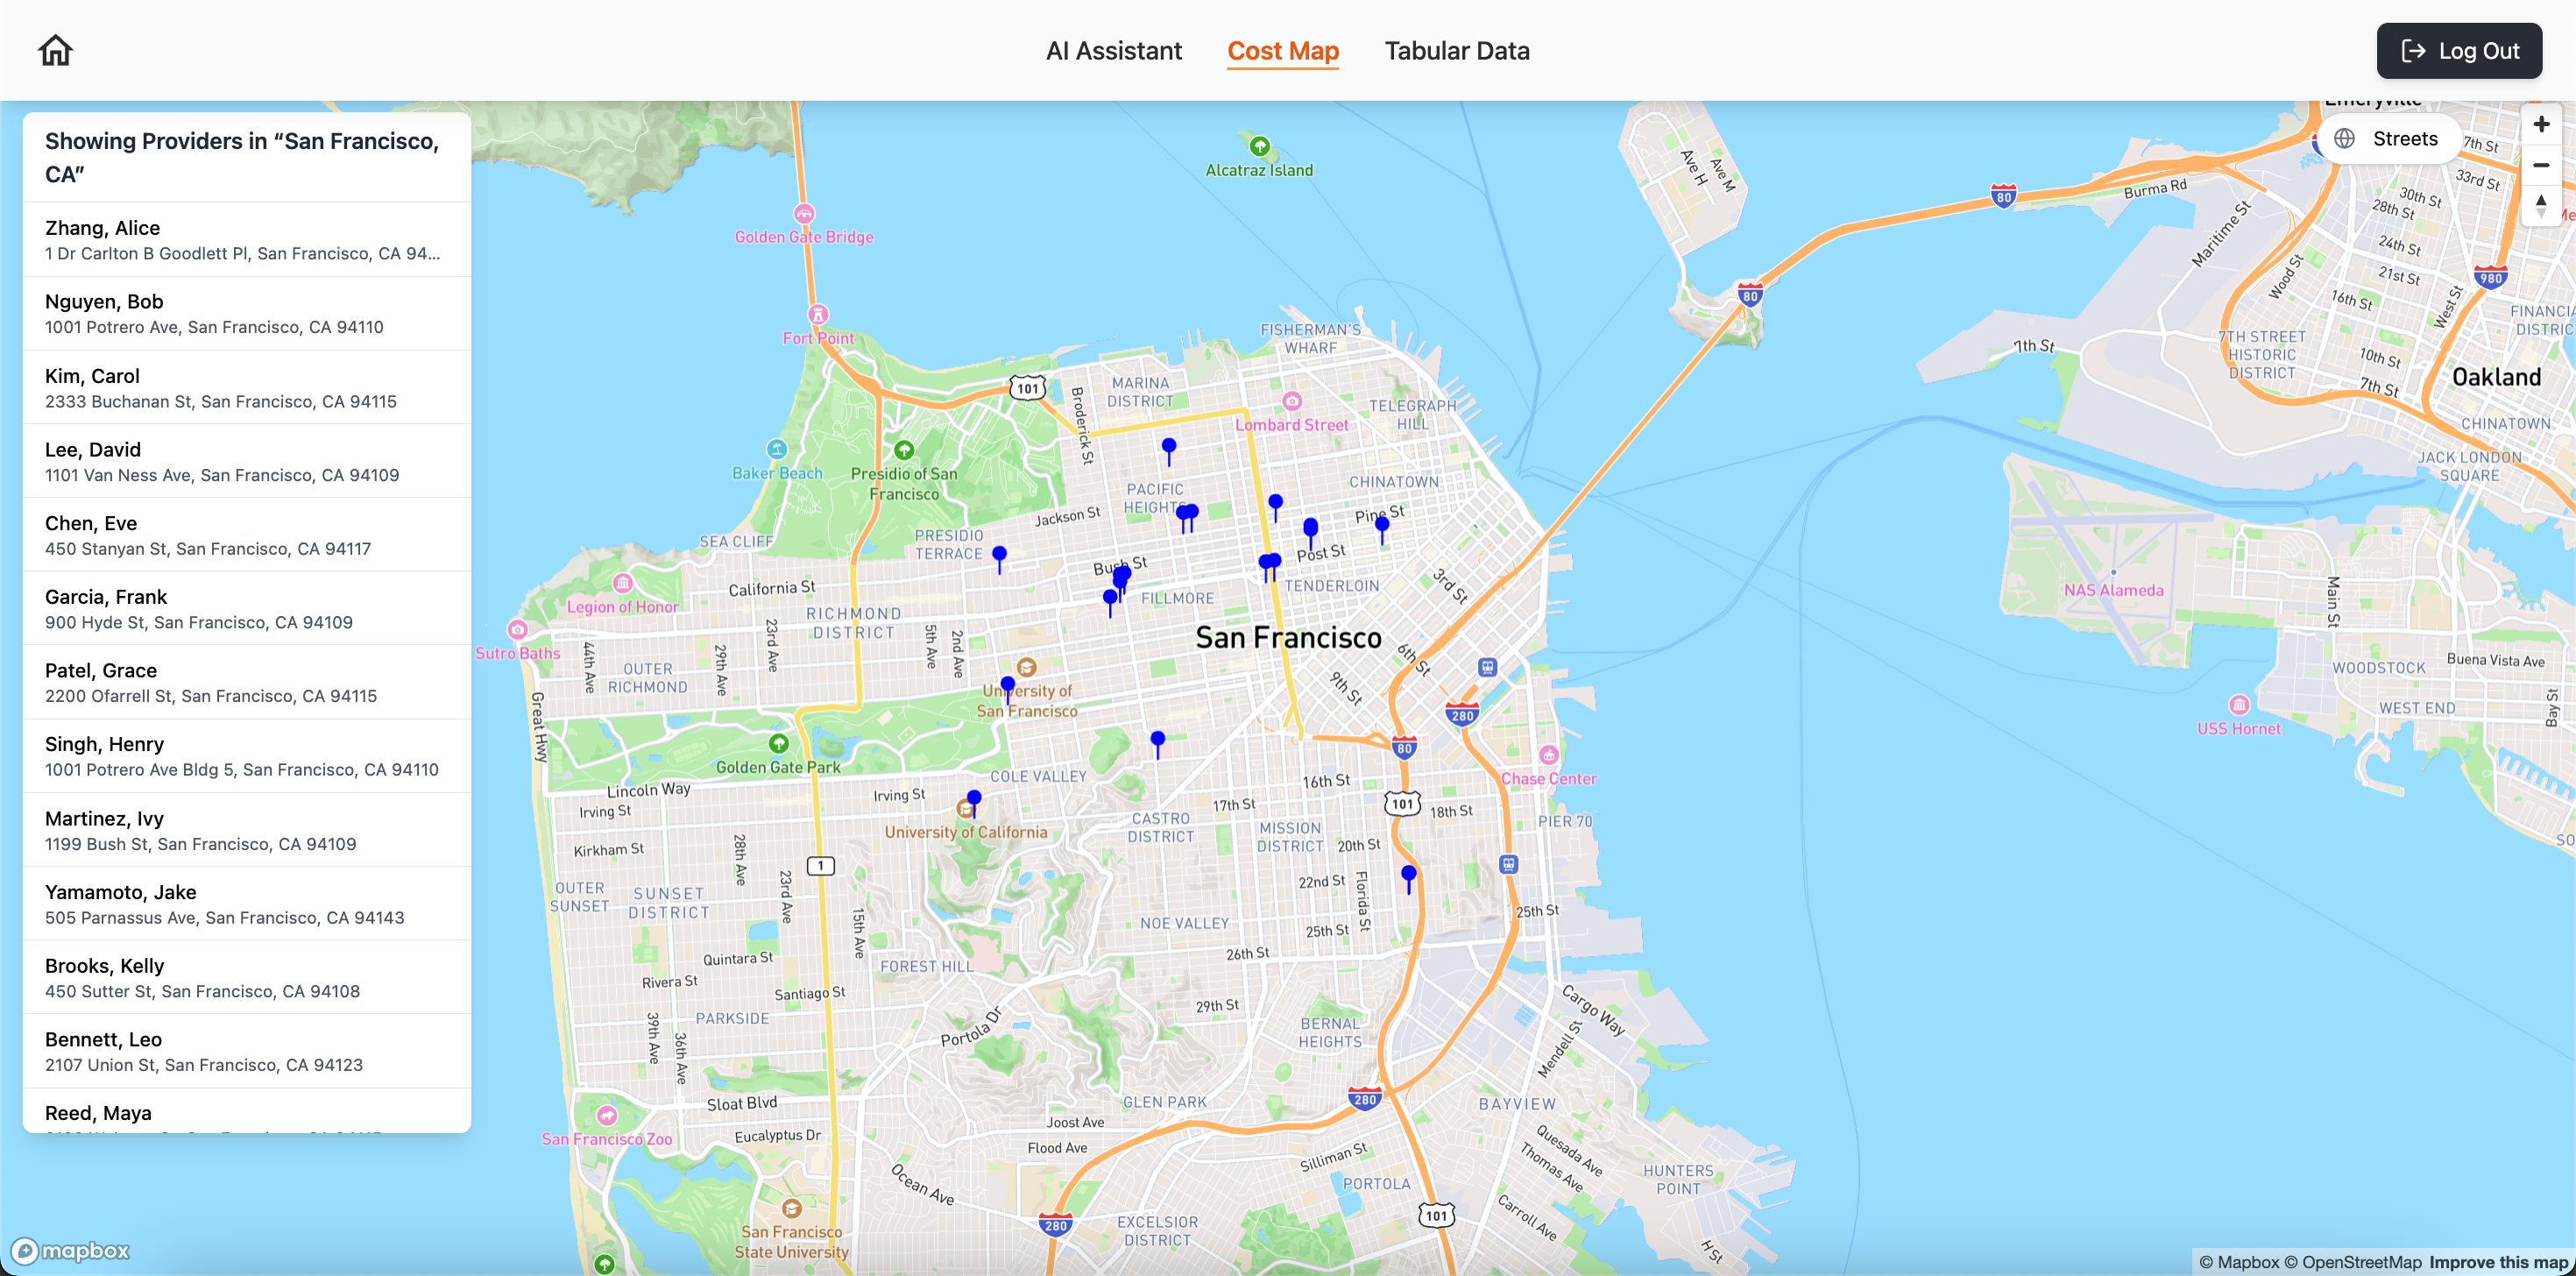 AI Assistant
Cost Map
Tabular Data
Log Out
Showing Providers in “San Francisco,
CA”
Zhang, Alice
1 Dr Carlton B Goodlett Pl, San Francisco, CA 94...
Nguyen, Bob
1001 Potrero Ave, San Francisco, CA 94110
Kim, Carol
2333 Buchanan St, San Francisco, CA 94115
Lee, David
1101 Van Ness Ave, San Francisco, CA 94109
Chen, Eve
450 Stanyan St, San Francisco, CA 94117
Garcia, Frank
900 Hyde St, San Francisco, CA 94109
Patel, Grace
2200 Ofarrell St, San Francisco, CA 94115
Singh, Henry
1001 Potrero Ave Bldg 5, San Francisco, CA 94110
Martinez, Ivy
1199 Bush St, San Francisco, CA 94109
Yamamoto, Jake
505 Parnassus Ave, San Francisco, CA 94143
Brooks, Kelly
450 Sutter St, San Francisco, CA 94108
Bennett, Leo
2107 Union St, San Francisco, CA 94123
Reed, Maya
mapbox
Alcatraz Island
Golden Gate Bridge
Fort Point
101
FISHERMAN'S
WHARF
MARINA
DISTRICT
Broderick St
Lombard Street
TELEGRAPH
HILL
Baker Beach
Presidio of San
Francisco
PACIFIC
HEIGHTS
CHINATOWN
Jackson St
Pine St
SEA CLIFF
PRESIDIO
TERRACE
Post St
Bush St
California St
TENDERLOIN
3rd St
Legion of Honor
FILLMORE
RICHMOND
DISTRICT
Sutro Baths
San Francisco
44th Ave
OUTER
RICHMOND
29th Ave
23rd Ave
5th Ave
2nd Ave
6th St
9th St
University of
San Francisco
280
Great Hwy
80
Golden Gate Park
COLE VALLEY
Chase Center
Lincoln Way
Irving St
Irving St
16th St
17th St
101
18th St
PIER 70
University of California
CASTRO
DISTRICT
MISSION
DISTRICT
20th St
Kirkham St
28th Ave
1
OUTER
SUNSET
SUNSET
DISTRICT
23rd Ave
15th Ave
22nd St
Florida St
NOE VALLEY
25th St
25th St
26th St
FOREST HILL
Quintara St
Rivera St
Santiago St
PARKSIDE
39th Ave
36th Ave
Portola Dr
29th St
BERNAL
HEIGHTS
Cargo Way
Mendell St
GLEN PARK
280
BAYVIEW
Sloat Blvd
Joost Ave
San Francisco Zoo
Eucalyptus Dr
Flood Ave
Silliman St
Quesada Ave
Thomas Ave
HUNTERS
POINT
Ocean Ave
PORTOLA
Carroll Ave
101
280
EXCELSIOR
DISTRICT
San Francisco
State University
H St
Ave H
Ave M
80
80
Emeryville
Streets
7th St
Burma Rd
33rd St
30th St
28th St
Maritime St
24th St
21st St
Wood St
980
16th St
West St
7TH STREET
HISTORIC
DISTRICT
7th St
10th St
7th St
Oakland
CHINATOWN
JACK LONDON
SQUARE
NAS Alameda
Main St
WOODSTOCK
Buena Vista Ave
USS Hornet
WEST END
Bay St
© Mapbox © OpenStreetMap Improve this map